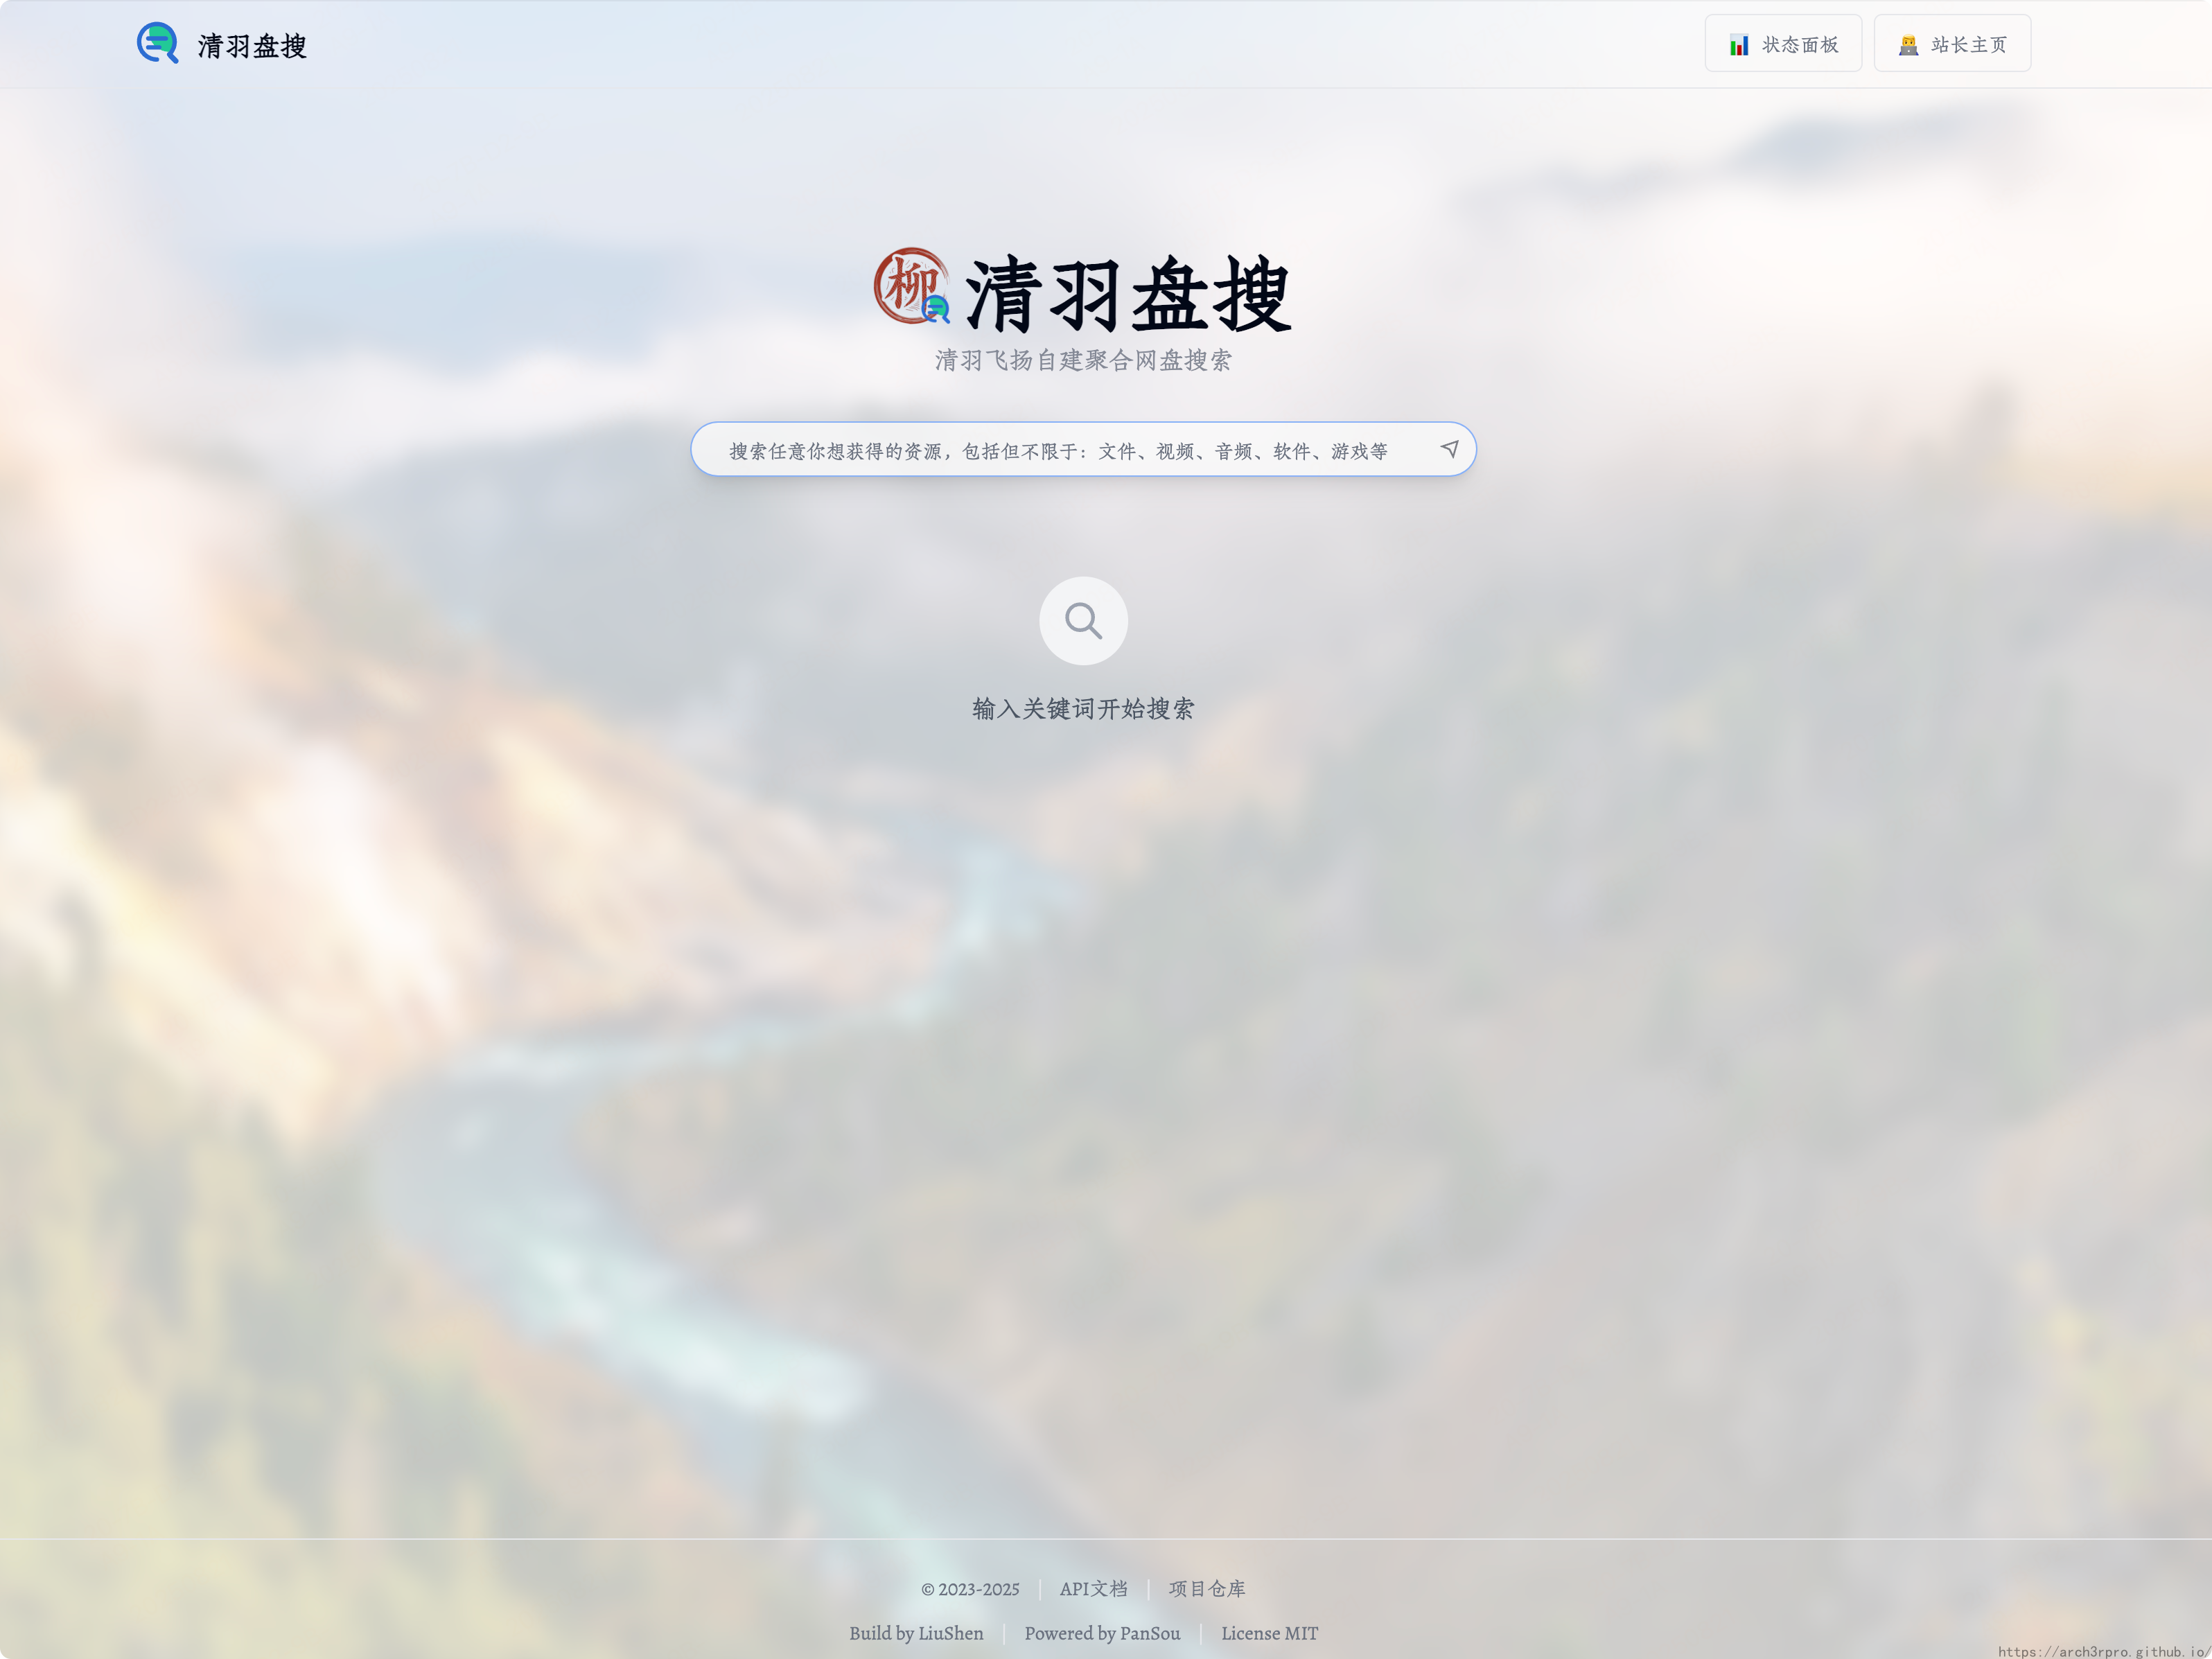 清羽盘搜
状态面板
站长主页
柳
清羽盘搜
清羽飞扬自建聚合网盘搜索
搜索任意你想获得的资源，包括但不限于：文件、视频、音频、软件、游戏等
输入关键词开始搜索
© 2023-2025 | API文档 | 项目仓库
Build by LiuShen | Powered by PanSou | License MIT
https://arch3rpro.github.io/